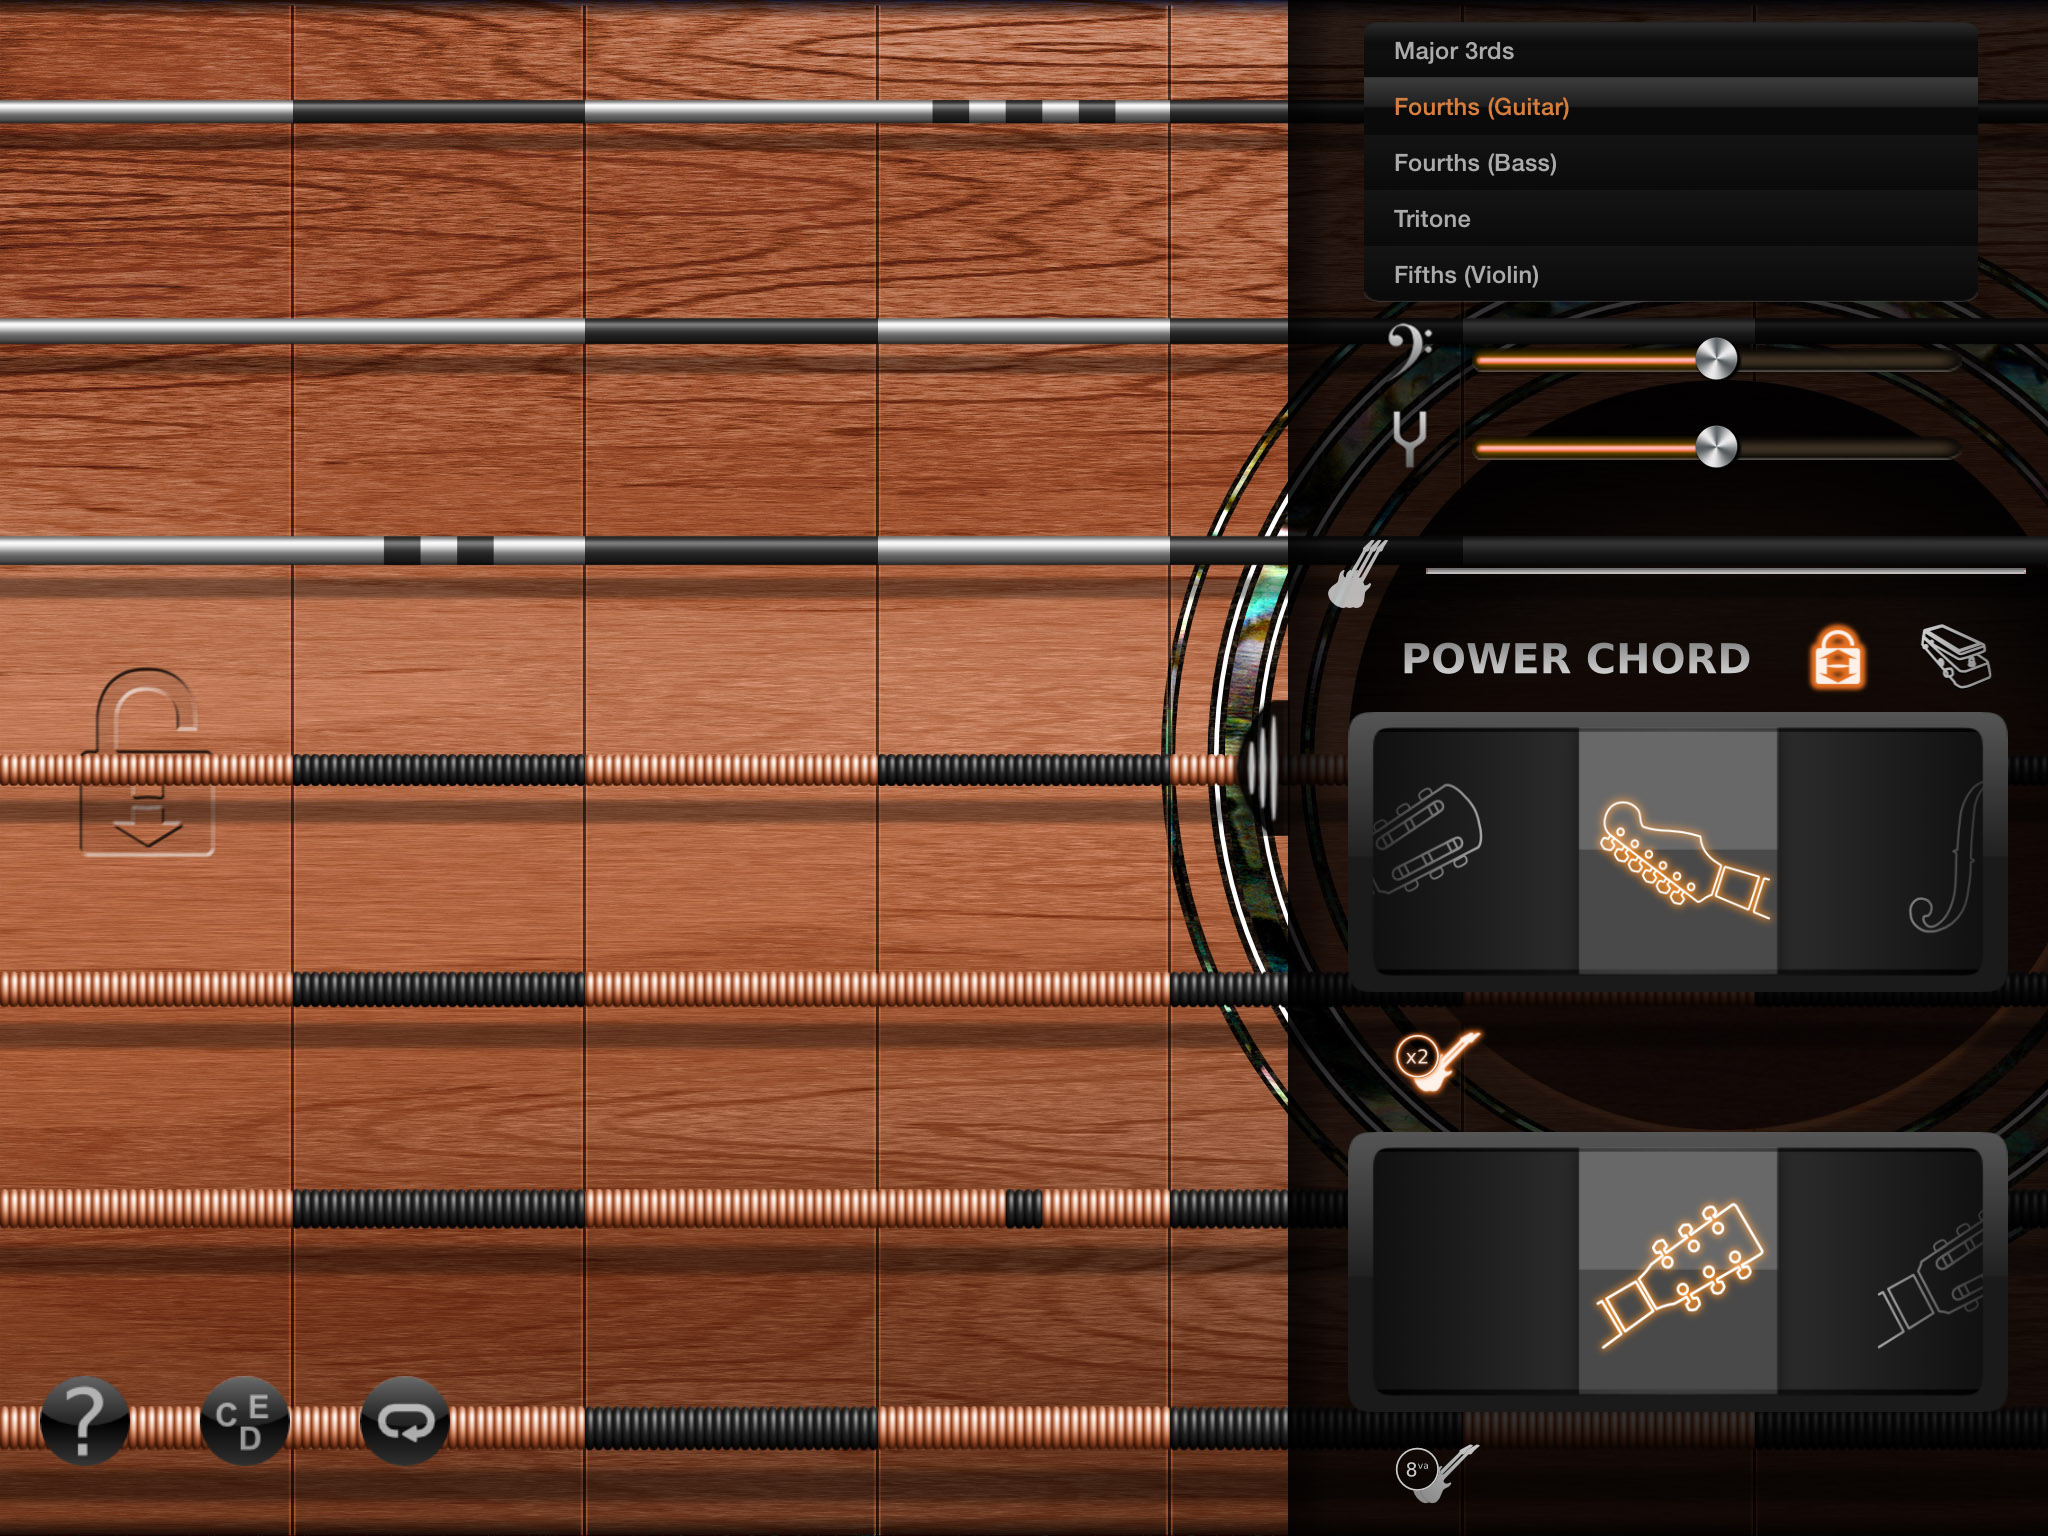 Major 3rds
Fourths (Guitar)
Fourths (Bass)
Tritone
Fifths (Violin)
POWER CHORD
x2
? C E D
8va